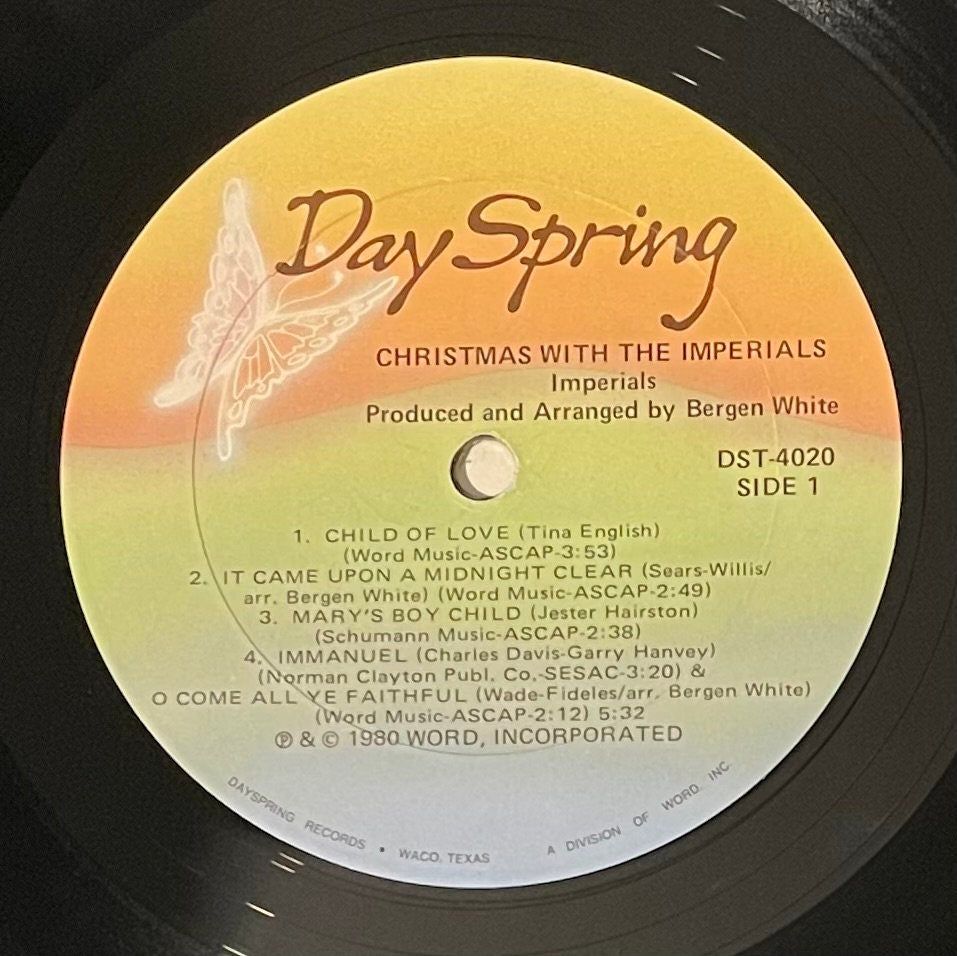 Day Spring
CHRISTMAS WITH THE IMPERIALS
Imperials
Produced and Arranged by Bergen White
DST-4020
SIDE 1
1. CHILD OF LOVE (Tina English)
(Word Music-ASCAP-3:53)
2. IT CAME UPON A MIDNIGHT CLEAR (Sears-Willis/
arr. Bergen White) (Word Music-ASCAP-2:49)
3. MARY'S BOY CHILD (Jester Hairston)
(Schumann Music-ASCAP-2:38)
4. IMMANUEL (Charles Davis-Garry Hanvey)
(Norman Clayton Publ. Co.-SESAC-3:20) &
O COME ALL YE FAITHFUL (Wade-Fideles/arr. Bergen White)
(Word Music-ASCAP-2:12) 5:32
℗ & © 1980 WORD, INCORPORATED
DAYSPRING RECORDS • WACO, TEXAS A DIVISION OF WORD INC.